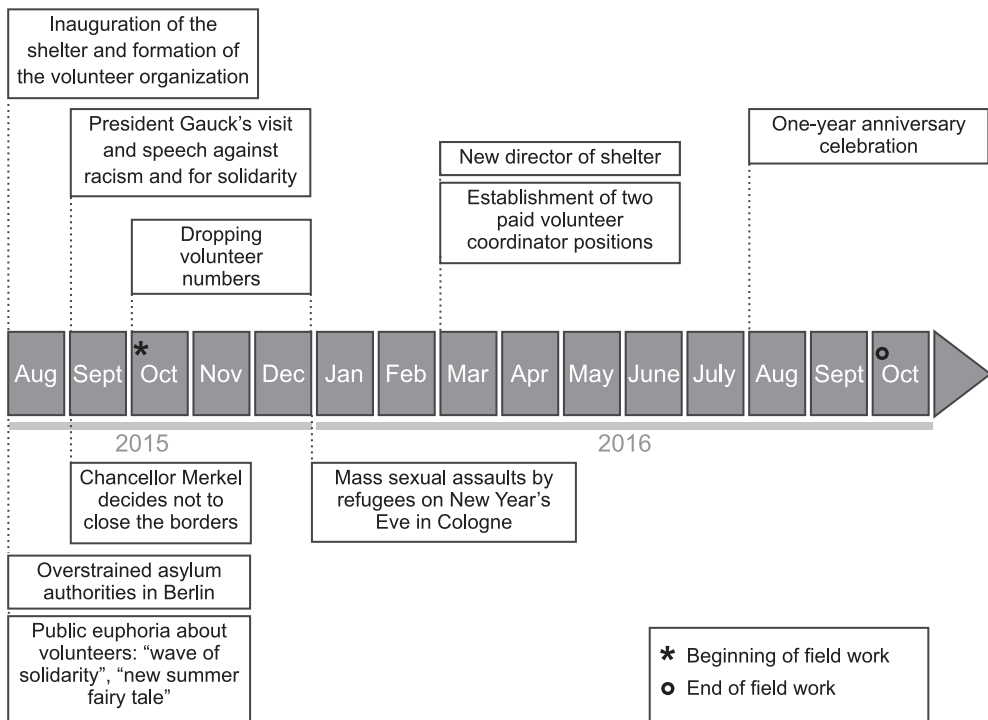 Inauguration of the
shelter and formation of
the volunteer organization
President Gauck's visit
and speech against
racism and for solidarity
Dropping
volunteer
numbers
New director of shelter
Establishment of two
paid volunteer
coordinator positions
One-year anniversary
celebration
Aug Sept Oct Nov Dec Jan Feb Mar Apr May June July Aug Sept Oct
*
2015 2016
Chancellor Merkel
decides not to
close the borders
Mass sexual assaults by
refugees on New Year's
Eve in Cologne
Overstrained asylum
authorities in Berlin
Public euphoria about
volunteers: “wave of
solidarity”, “new summer
fairy tale”
* Beginning of field work
End of field work